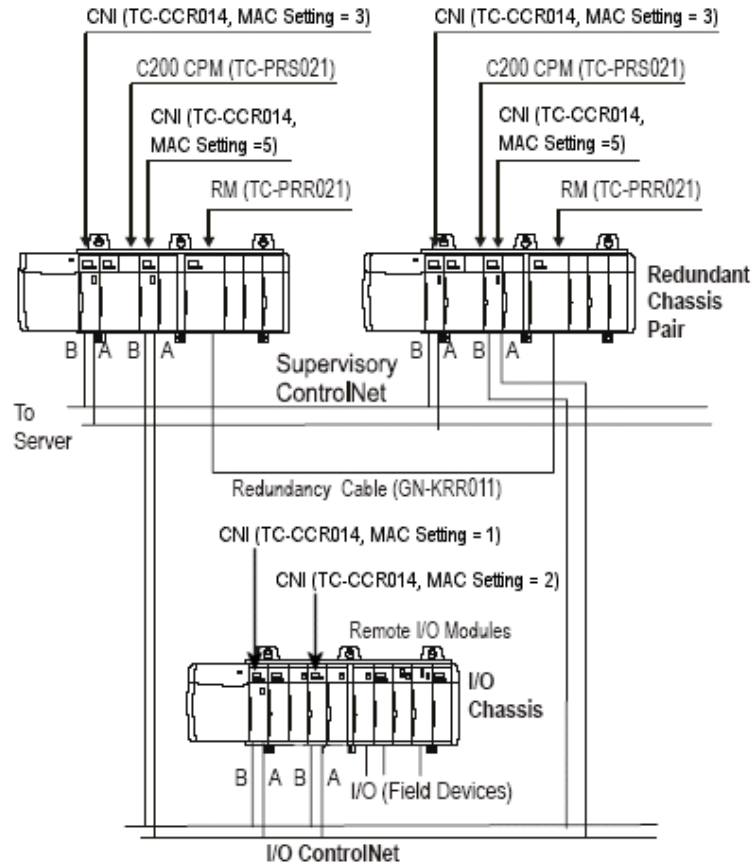 CNI (TC-CCR014, MAC Setting = 3)
CNI (TC-CCR014, MAC Setting = 3)
C200 CPM (TC-PRS021)
C200 CPM (TC-PRS021)
CNI (TC-CCR014,
MAC Setting =5)
CNI (TC-CCR014,
MAC Setting =5)
RM (TC-PRR021)
RM (TC-PRR021)
Redundant
Chassis
Pair
B A B A
B A B A
Supervisory
ControlNet
To
Server
Redundancy Cable (GN-KRR011)
CNI (TC-CCR014, MAC Setting = 1)
CNI (TC-CCR014, MAC Setting = 2)
Remote I/O Modules
I/O
Chassis
B A B A
I/O (Field Devices)
I/O ControlNet